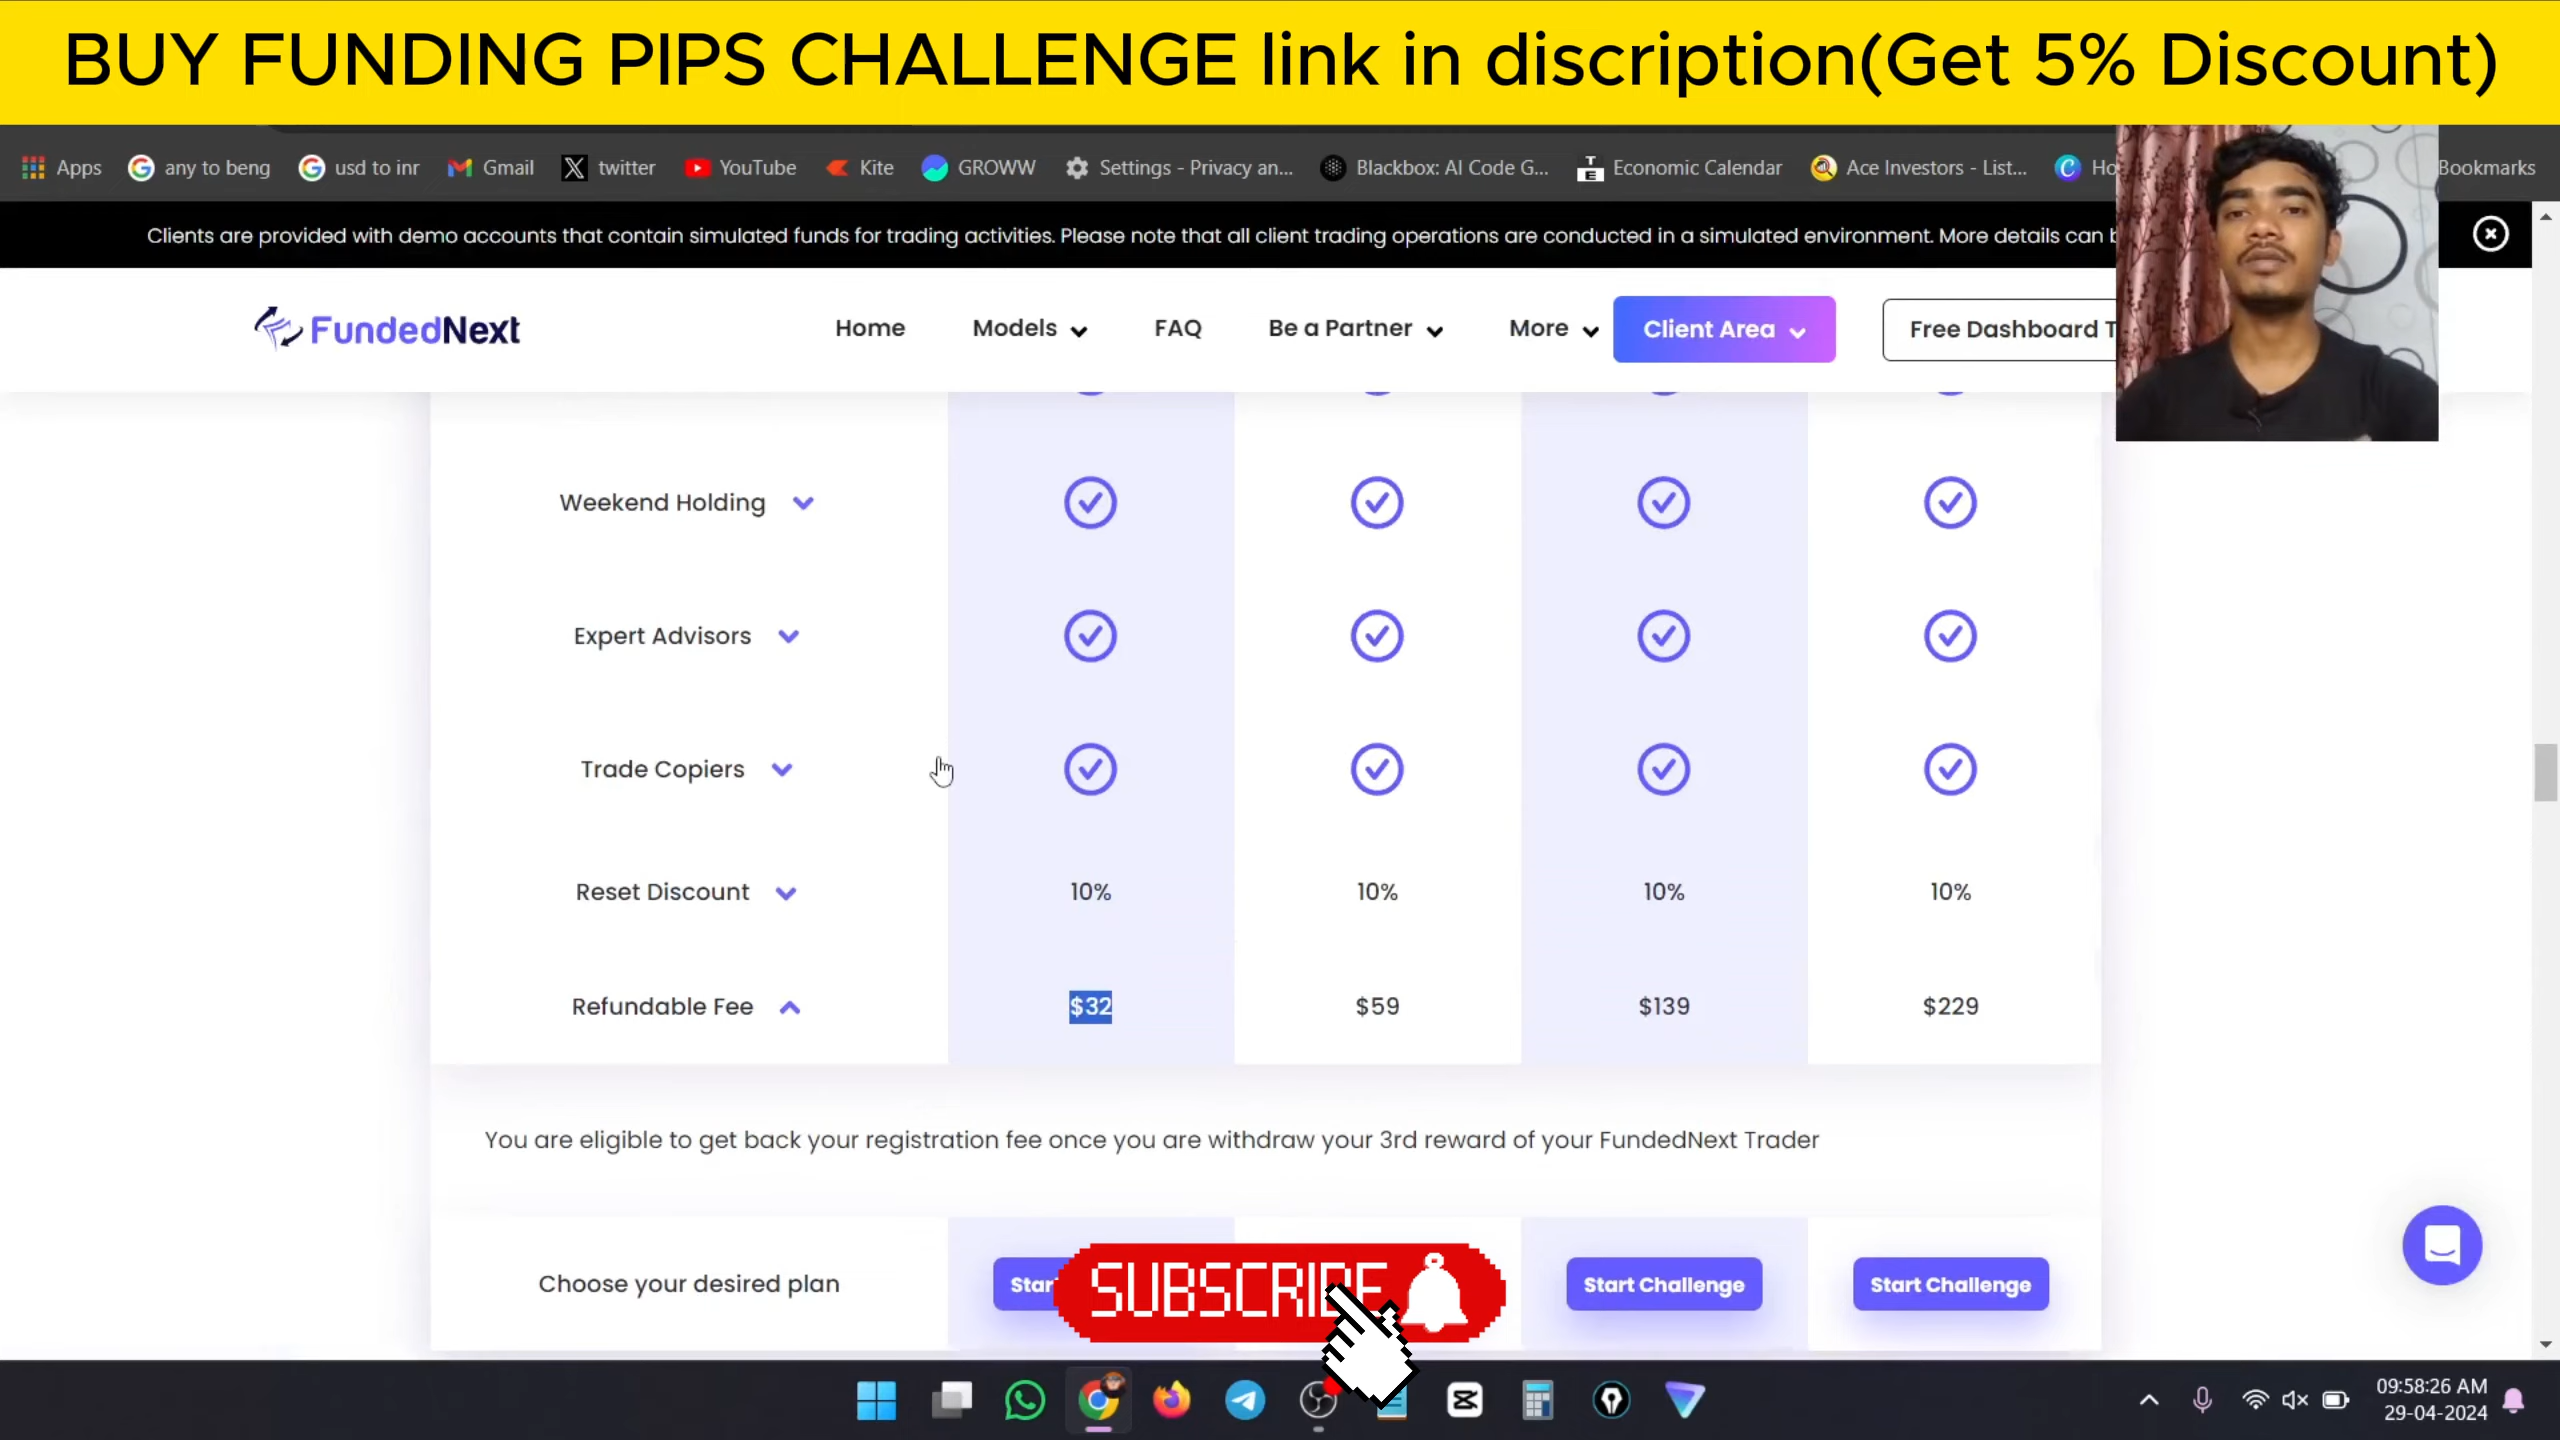 BUY FUNDING PIPS CHALLENGE link in discription(Get 5% Discount)
Apps any to beng usd to inr Gmail twitter YouTube Kite GROWW Settings - Privacy an... Blackbox: AI Code G... Economic Calendar Ace Investors - List... Bookmarks
Clients are provided with demo accounts that contain simulated funds for trading activities. Please note that all client trading operations are conducted in a simulated environment. More details can
FundedNext Home Models FAQ Be a Partner More Client Area Free Dashboard T
Weekend Holding
Expert Advisors
Trade Copiers
Reset Discount 10% 10% 10% 10%
Refundable Fee $32 $59 $139 $229
You are eligible to get back your registration fee once you are withdraw your 3rd reward of your FundedNext Trader
Choose your desired plan Star SUBSCRIBE Start Challenge Start Challenge
09:58:26 AM
29-04-2024